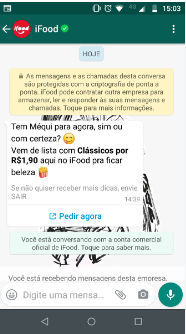 15:03
iFood
HOJE
As mensagens e as chamadas desta conversa
são protegidas com a criptografia de ponta a
ponta. iFood pode contratar outra empresa para
armazenar, ler e responder às suas mensagens e
chamadas. Toque para mais informações.
Tem Méqui para agora, sim ou
com certeza? 😋
Vem de lista com Clássicos por
R$1,90 aqui no iFood pra ficar
beleza 🍟
Se não quiser receber mais dicas, envie
SAIR
14:39
Pedir agora
Você está conversando com a conta comercial
oficial de iFood. Toque para saber mais.
Você está recebendo mensagens desta empresa.
Digite uma mensa...